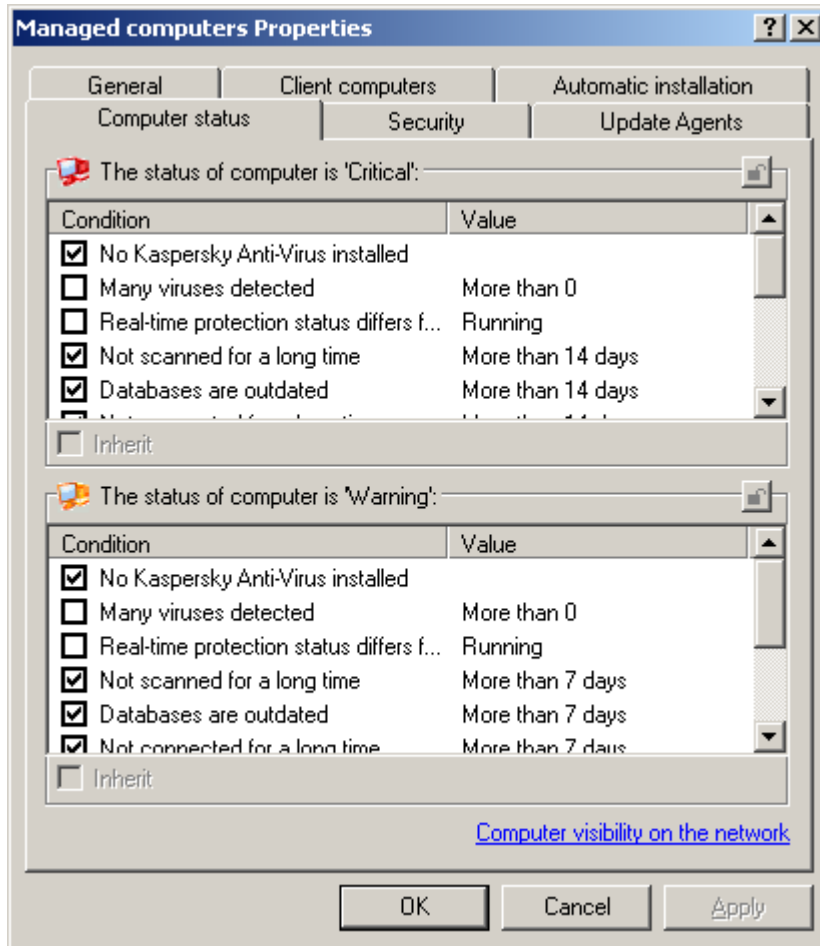 Managed computers Properties
General Client computers Automatic installation
Computer status Security Update Agents
The status of computer is 'Critical':
Condition Value
No Kaspersky Anti-Virus installed
Many viruses detected More than 0
Real-time protection status differs f... Running
Not scanned for a long time More than 14 days
Databases are outdated More than 14 days
Inherit
The status of computer is 'Warning':
Condition Value
No Kaspersky Anti-Virus installed
Many viruses detected More than 0
Real-time protection status differs f... Running
Not scanned for a long time More than 7 days
Databases are outdated More than 7 days
Not connected for a long time More than 7 days
Inherit
Computer visibility on the network
OK Cancel Apply